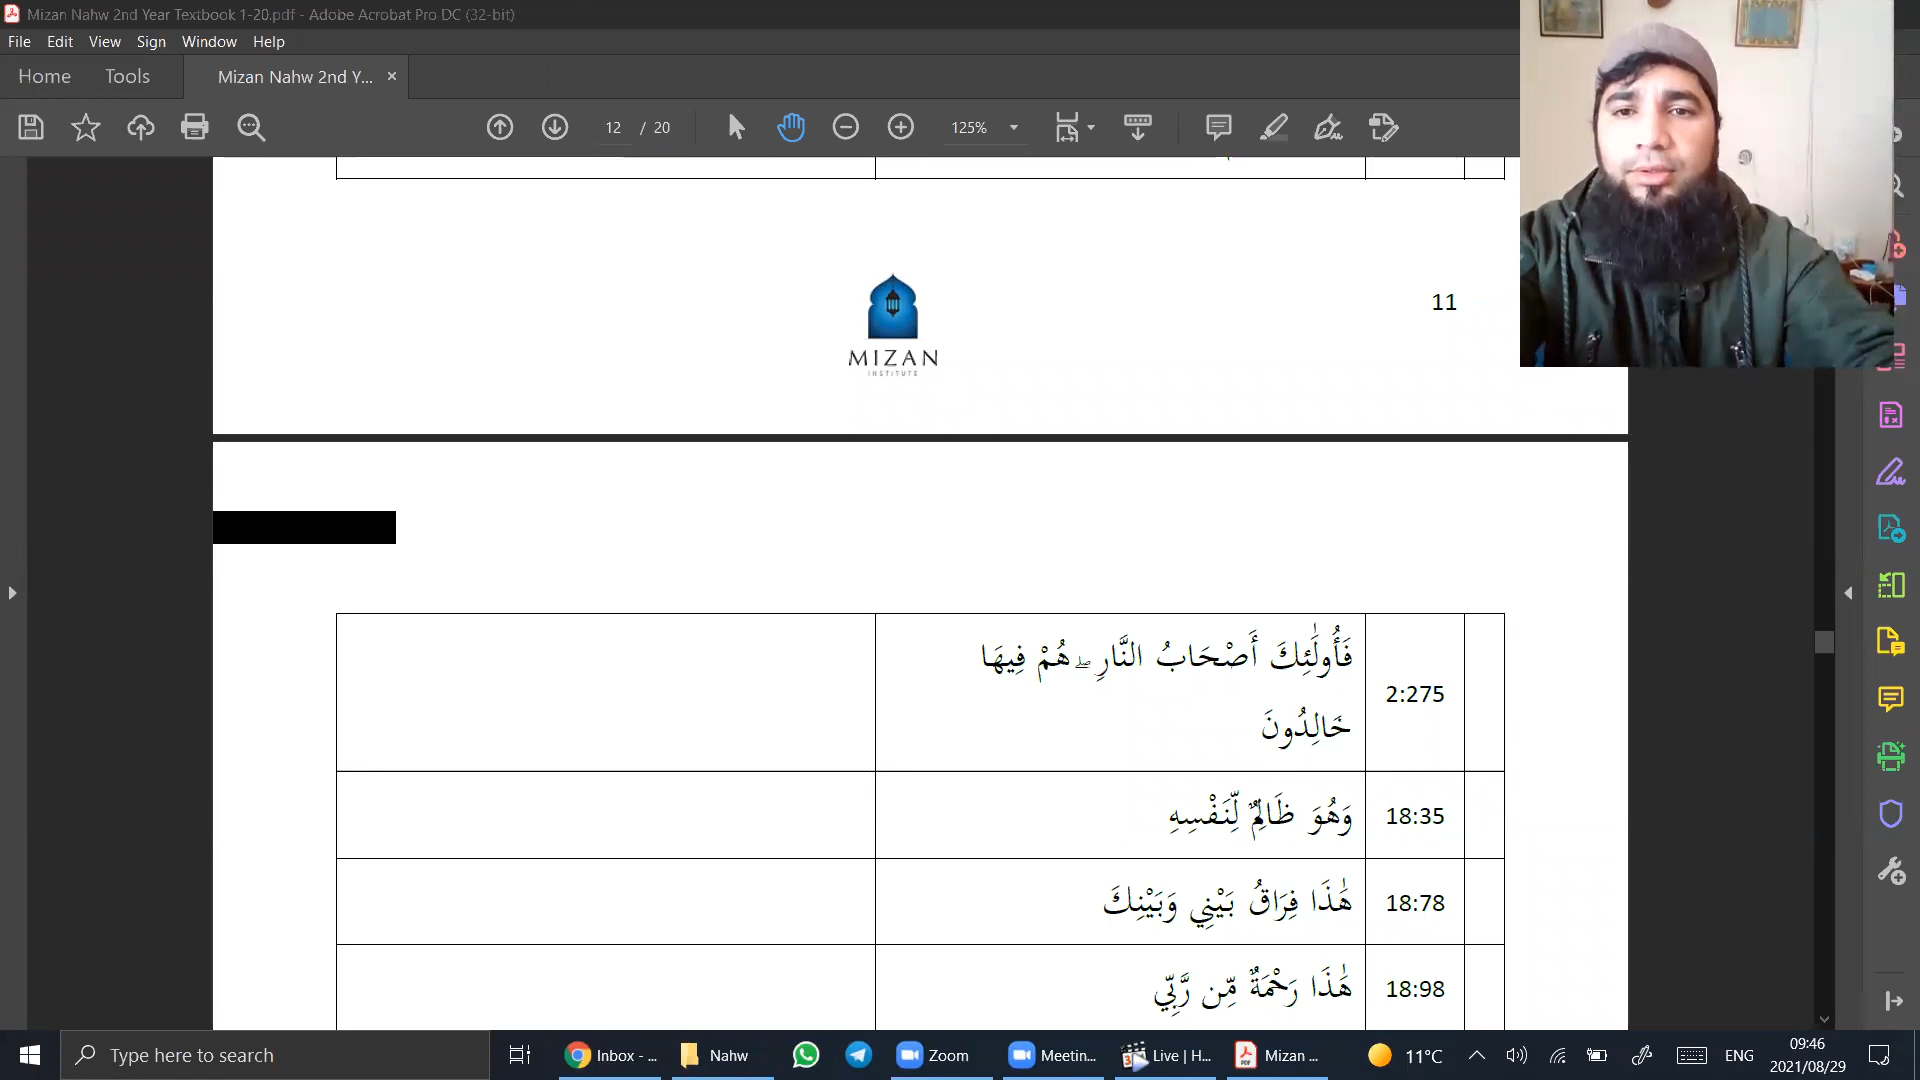 Mizan Nahw 2nd Year Textbook 1-20.pdf - Adobe Acrobat Pro DC (32-bit)
File Edit View Sign Window Help
Home Tools Mizan Nahw 2nd Y... ×
12 / 20 125%
MIZAN
INSTITUTE
11
فَأُولَٰئِكَ أَصْحَابُ النَّارِ ۖ هُمْ فِيهَا
خَالِدُونَ
2:275
وَهُوَ ظَالِمٌ لِّنَفْسِهِ
18:35
هَٰذَا فِرَاقُ بَيْنِي وَبَيْنِكَ
18:78
هَٰذَا رَحْمَةٌ مِّن رَّبِّي
18:98
Type here to search
Inbox - ...
Nahw
Zoom
Meetin...
Live | H...
Mizan ...
11°C
ENG
09:46
2021/08/29